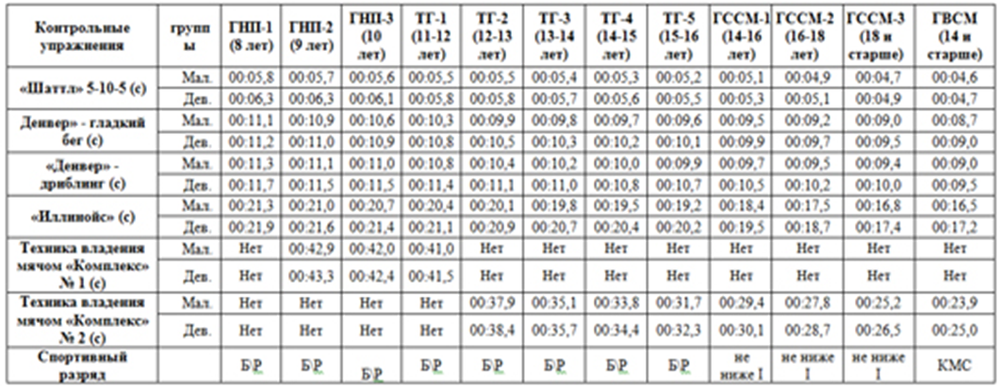 Контрольные упражнения групп ы ГНП-1 (8 лет) ГНП-2 (9 лет) ГНП-3 (10 лет) ТГ-1 (11-12 лет) ТГ-2 (12-13 лет) ТГ-3 (13-14 лет) ТГ-4 (14-15 лет) ТГ-5 (15-16 лет) ГССМ-1 (14-16 лет) ГССМ-2 (16-18 лет) ГССМ-3 (18 и старше) ГВСМ (14 и старше)
«Шаттл» 5-10-5 (с) Мал. 00:05,8 00:05,7 00:05,6 00:05,5 00:05,5 00:05,4 00:05,3 00:05,2 00:05,1 00:04,9 00:04,7 00:04,6
Дев. 00:06,3 00:06,3 00:06,1 00:05,8 00:05,8 00:05,7 00:05,6 00:05,5 00:05,3 00:05,1 00:04,9 00:04,7
Денвер» - гладкий бег (с) Мал. 00:11,1 00:10,9 00:10,6 00:10,3 00:09,9 00:09,8 00:09,7 00:09,6 00:09,5 00:09,2 00:09,0 00:08,7
Дев. 00:11,2 00:11,0 00:10,9 00:10,8 00:10,5 00:10,3 00:10,2 00:10,1 00:09,9 00:09,7 00:09,5 00:09,0
«Денвер» - дриблинг (с) Мал. 00:11,3 00:11,1 00:11,0 00:10,8 00:10,4 00:10,2 00:10,0 00:09,9 00:09,7 00:09,5 00:09,4 00:09,0
Дев. 00:11,7 00:11,5 00:11,5 00:11,4 00:11,1 00:11,0 00:10,8 00:10,7 00:10,5 00:10,2 00:10,0 00:09,5
«Иллинойс» (с) Мал. 00:21,3 00:21,0 00:20,7 00:20,4 00:20,1 00:19,8 00:19,5 00:19,2 00:18,4 00:17,5 00:16,8 00:16,5
Дев. 00:21,9 00:21,6 00:21,4 00:21,1 00:20,9 00:20,7 00:20,4 00:20,2 00:19,5 00:18,7 00:17,4 00:17,2
Техника владения мячом «Комплекс» № 1 (с) Мал. Нет 00:42,9 00:42,0 00:41,0 Нет Нет Нет Нет Нет Нет Нет Нет
Дев. Нет 00:43,3 00:42,4 00:41,5 Нет Нет Нет Нет Нет Нет Нет Нет
Техника владения мячом «Комплекс» № 2 (с) Мал. Нет Нет Нет Нет 00:37,9 00:35,1 00:33,8 00:31,7 00:29,4 00:27,8 00:25,2 00:23,9
Дев. Нет Нет Нет Нет 00:38,4 00:35,7 00:34,4 00:32,3 00:30,1 00:28,7 00:26,5 00:25,0
Спортивный разряд Б\Р Б\Р Б\Р Б\Р Б\Р Б\Р Б\Р Б\Р не ниже I не ниже I не ниже I КМС